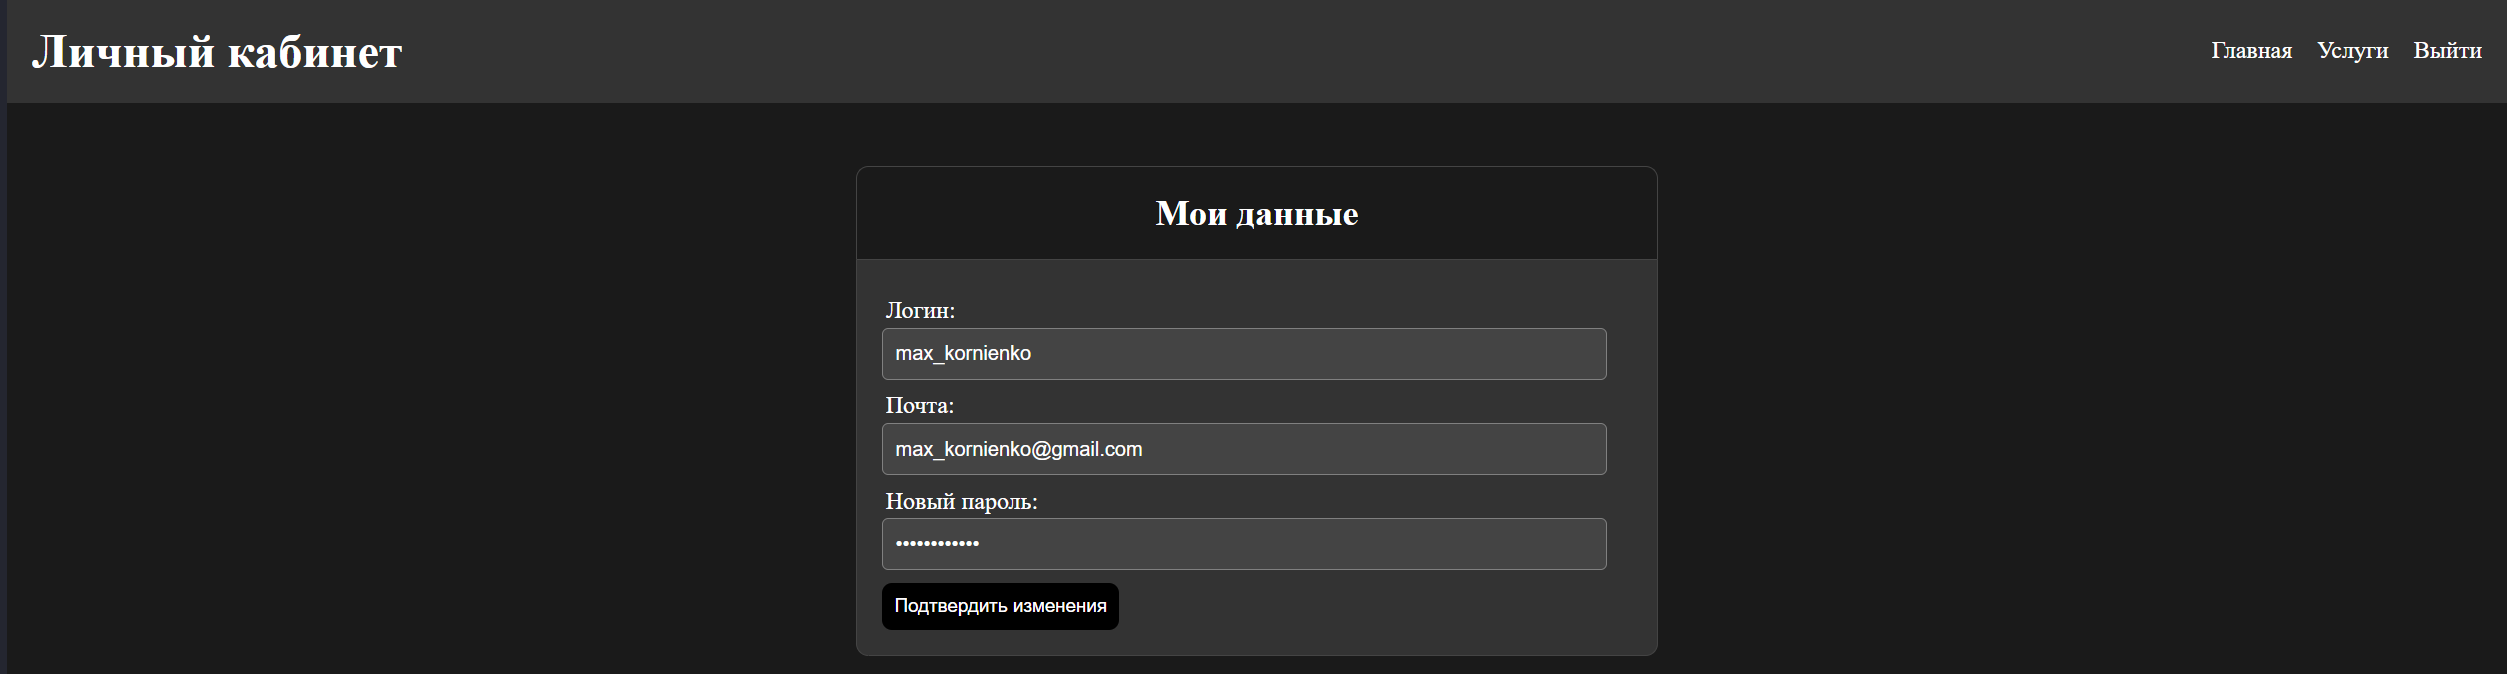 Личный кабинет
Главная Услуги Выйти
Мои данные
Логин:
max_kornienko
Почта:
max_kornienko@gmail.com
Новый пароль:
••••••••••••
Подтвердить изменения